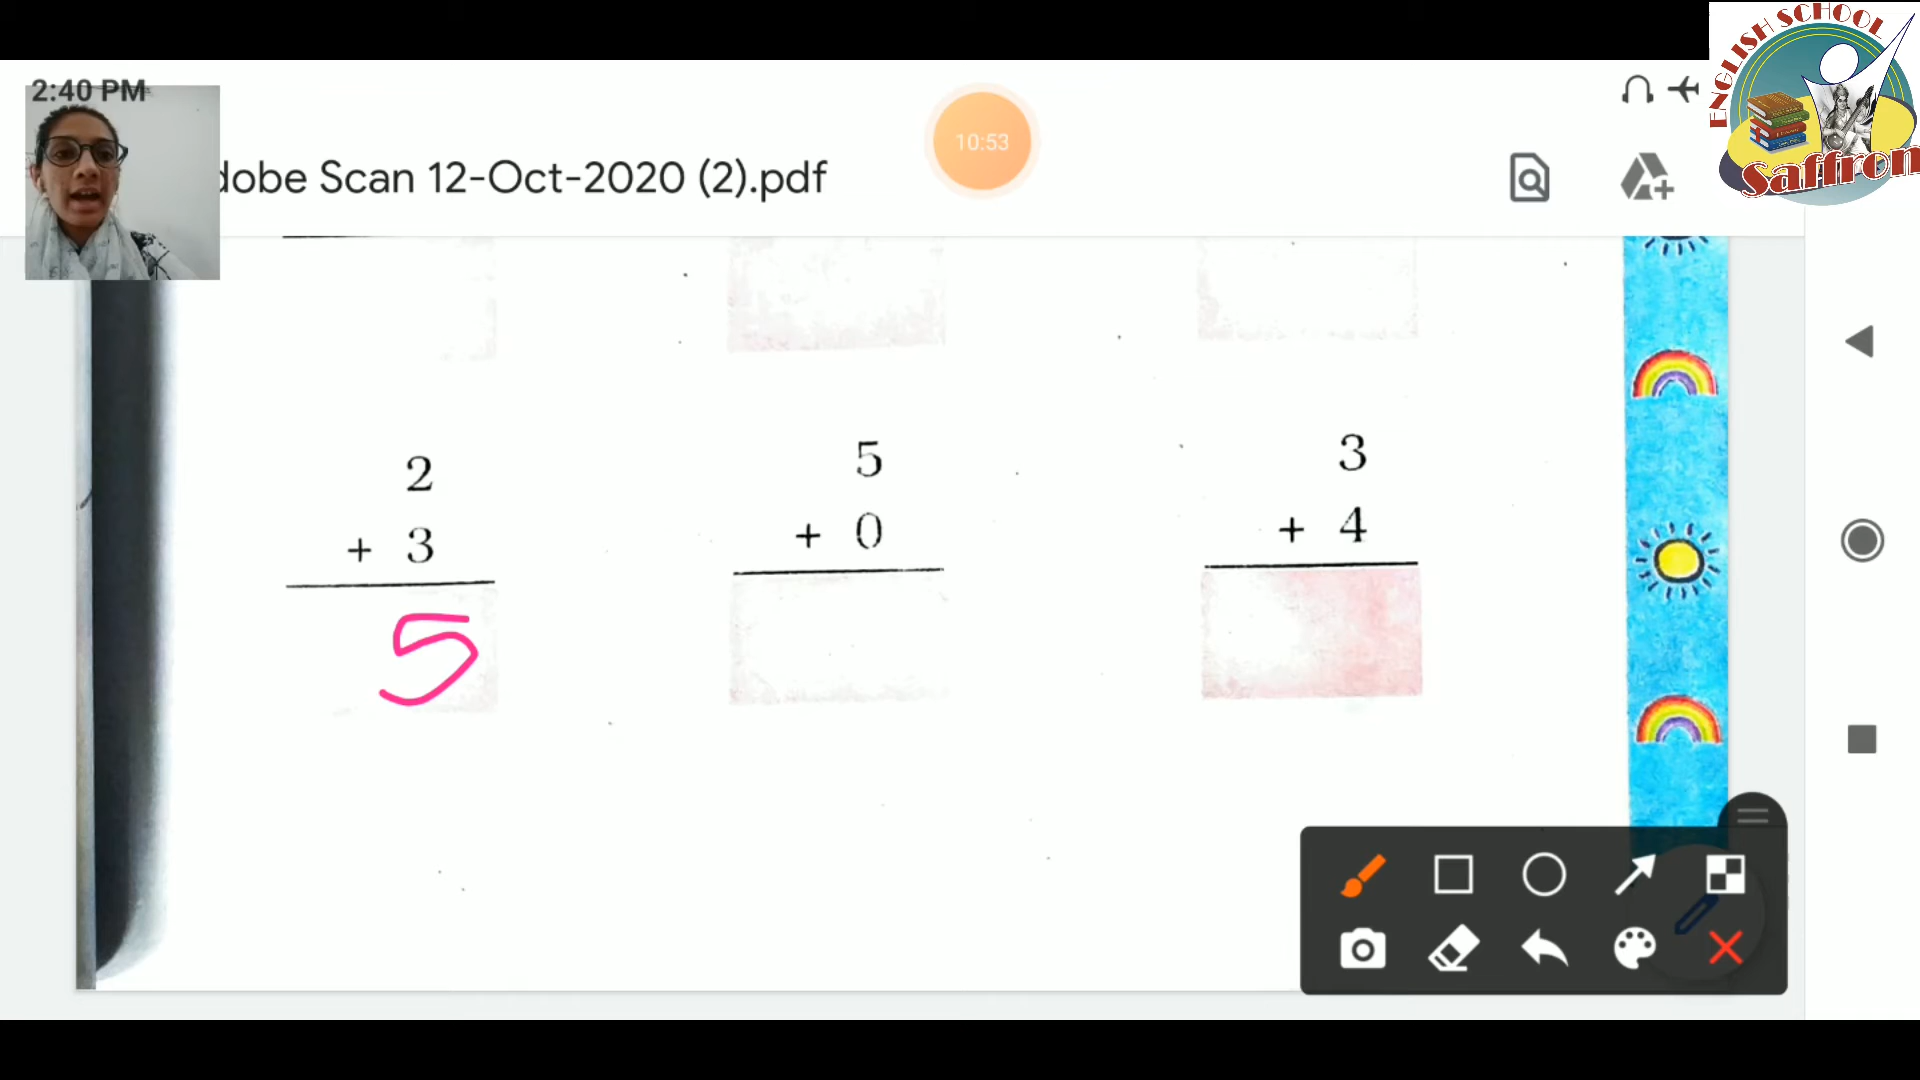 2:40 PM
10:53
dobe Scan 12-Oct-2020 (2).pdf
ENGLISH SCHOOL
Saffron
2
+ 3
5
5
+ 0
3
+ 4